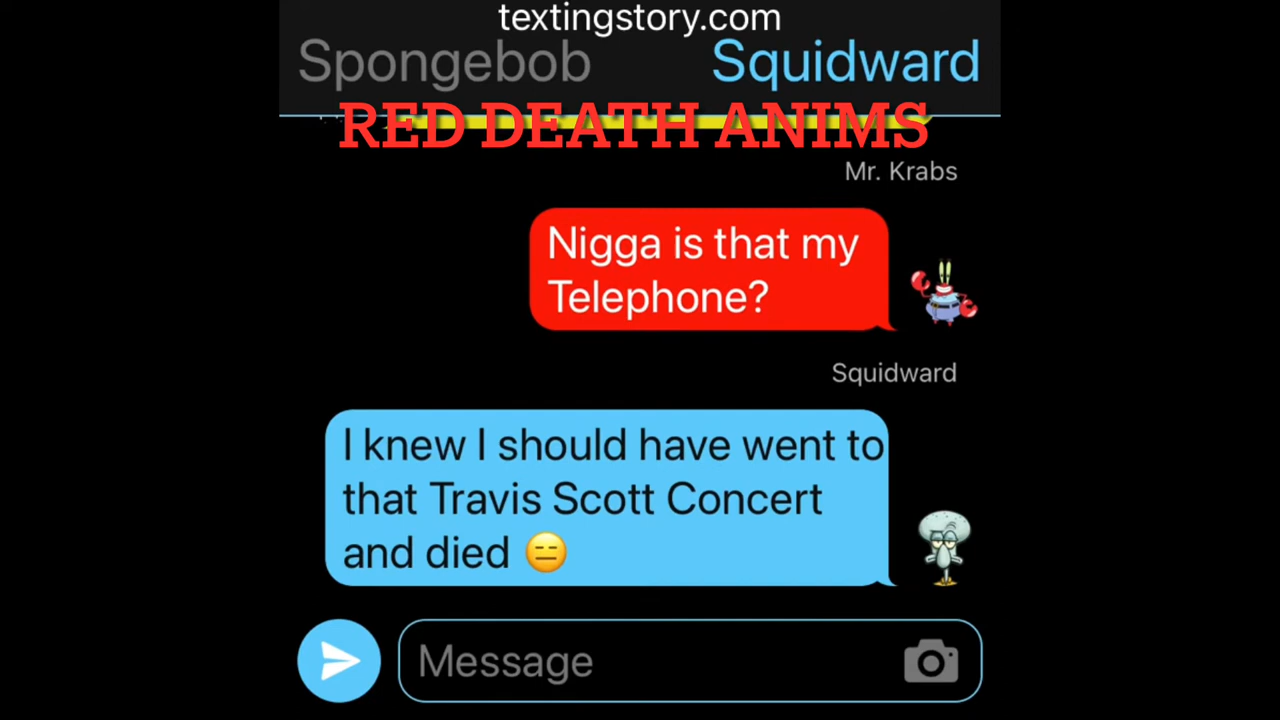 textingstory.com
Spongebob Squidward
RED DEATH ANIMS
Mr. Krabs
Nigga is that my
Telephone?
Squidward
I knew I should have went to
that Travis Scott Concert
and died 😑
Message